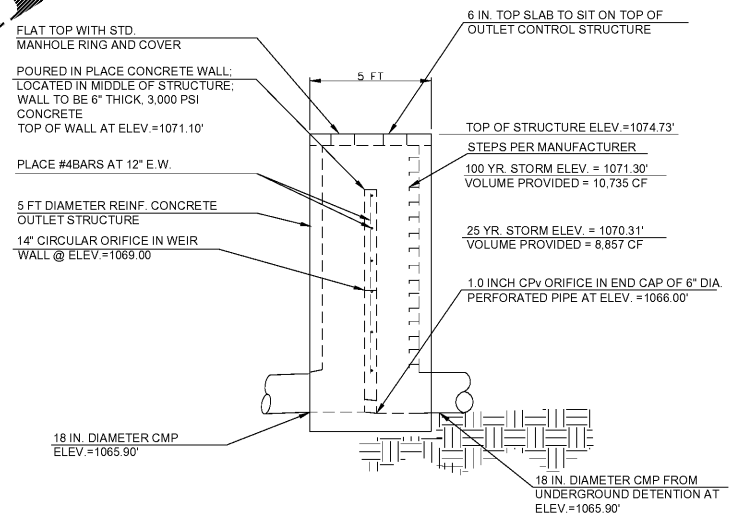 FLAT TOP WITH STD.
MANHOLE RING AND COVER
POURED IN PLACE CONCRETE WALL;
LOCATED IN MIDDLE OF STRUCTURE;
WALL TO BE 6" THICK, 3,000 PSI
CONCRETE
TOP OF WALL AT ELEV.=1071.10'
PLACE #4BARS AT 12" E.W.
5 FT DIAMETER REINF. CONCRETE
OUTLET STRUCTURE
14" CIRCULAR ORIFICE IN WEIR
WALL @ ELEV.=1069.00
18 IN. DIAMETER CMP
ELEV.=1065.90'
5 FT
6 IN. TOP SLAB TO SIT ON TOP OF
OUTLET CONTROL STRUCTURE
TOP OF STRUCTURE ELEV.=1074.73'
STEPS PER MANUFACTURER
100 YR. STORM ELEV. = 1071.30'
VOLUME PROVIDED = 10,735 CF
25 YR. STORM ELEV. = 1070.31'
VOLUME PROVIDED = 8,857 CF
1.0 INCH CPv ORIFICE IN END CAP OF 6" DIA.
PERFORATED PIPE AT ELEV. =1066.00'
18 IN. DIAMETER CMP FROM
UNDERGROUND DETENTION AT
ELEV.=1065.90'